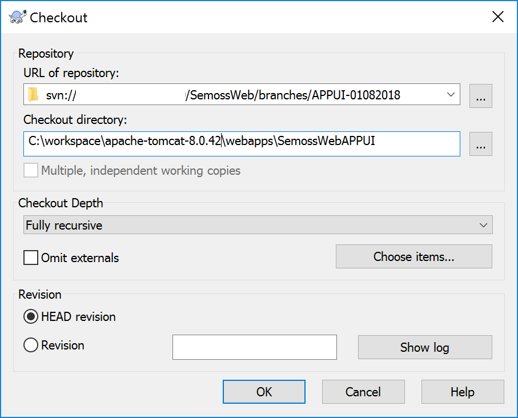 Checkout
Repository
URL of repository:
svn:// /SemossWeb/branches/APPUI-01082018
...
Checkout directory:
C:\workspace\apache-tomcat-8.0.42\webapps\SemossWebAPPUI
...
Multiple, independent working copies
Checkout Depth
Fully recursive
Omit externals
Choose items...
Revision
HEAD revision
Revision
Show log
OK
Cancel
Help